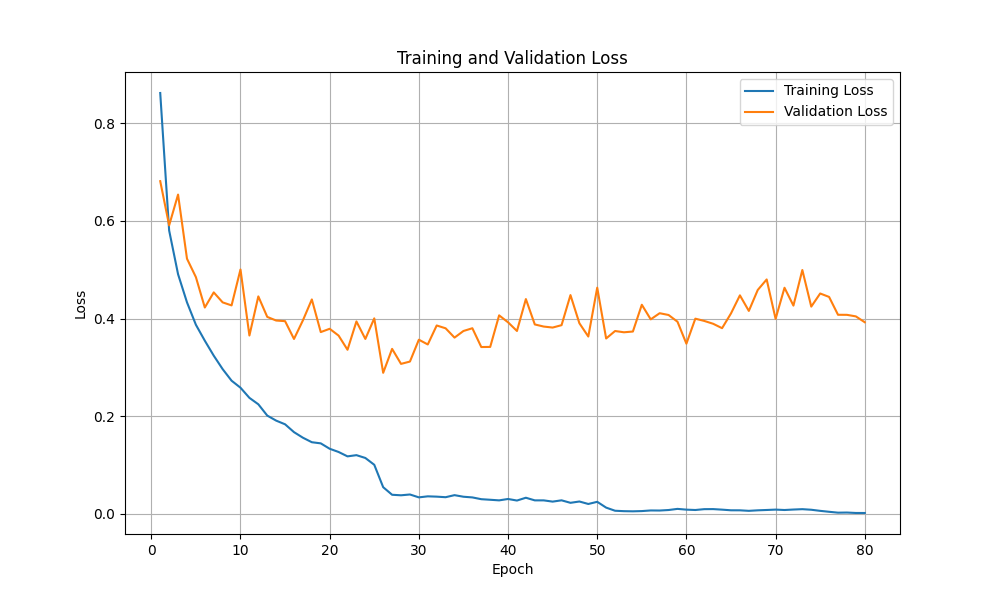 Training and Validation Loss
Training Loss
Validation Loss
Loss
0.8
0.6
0.4
0.2
0.0
0 10 20 30 40 50 60 70 80
Epoch